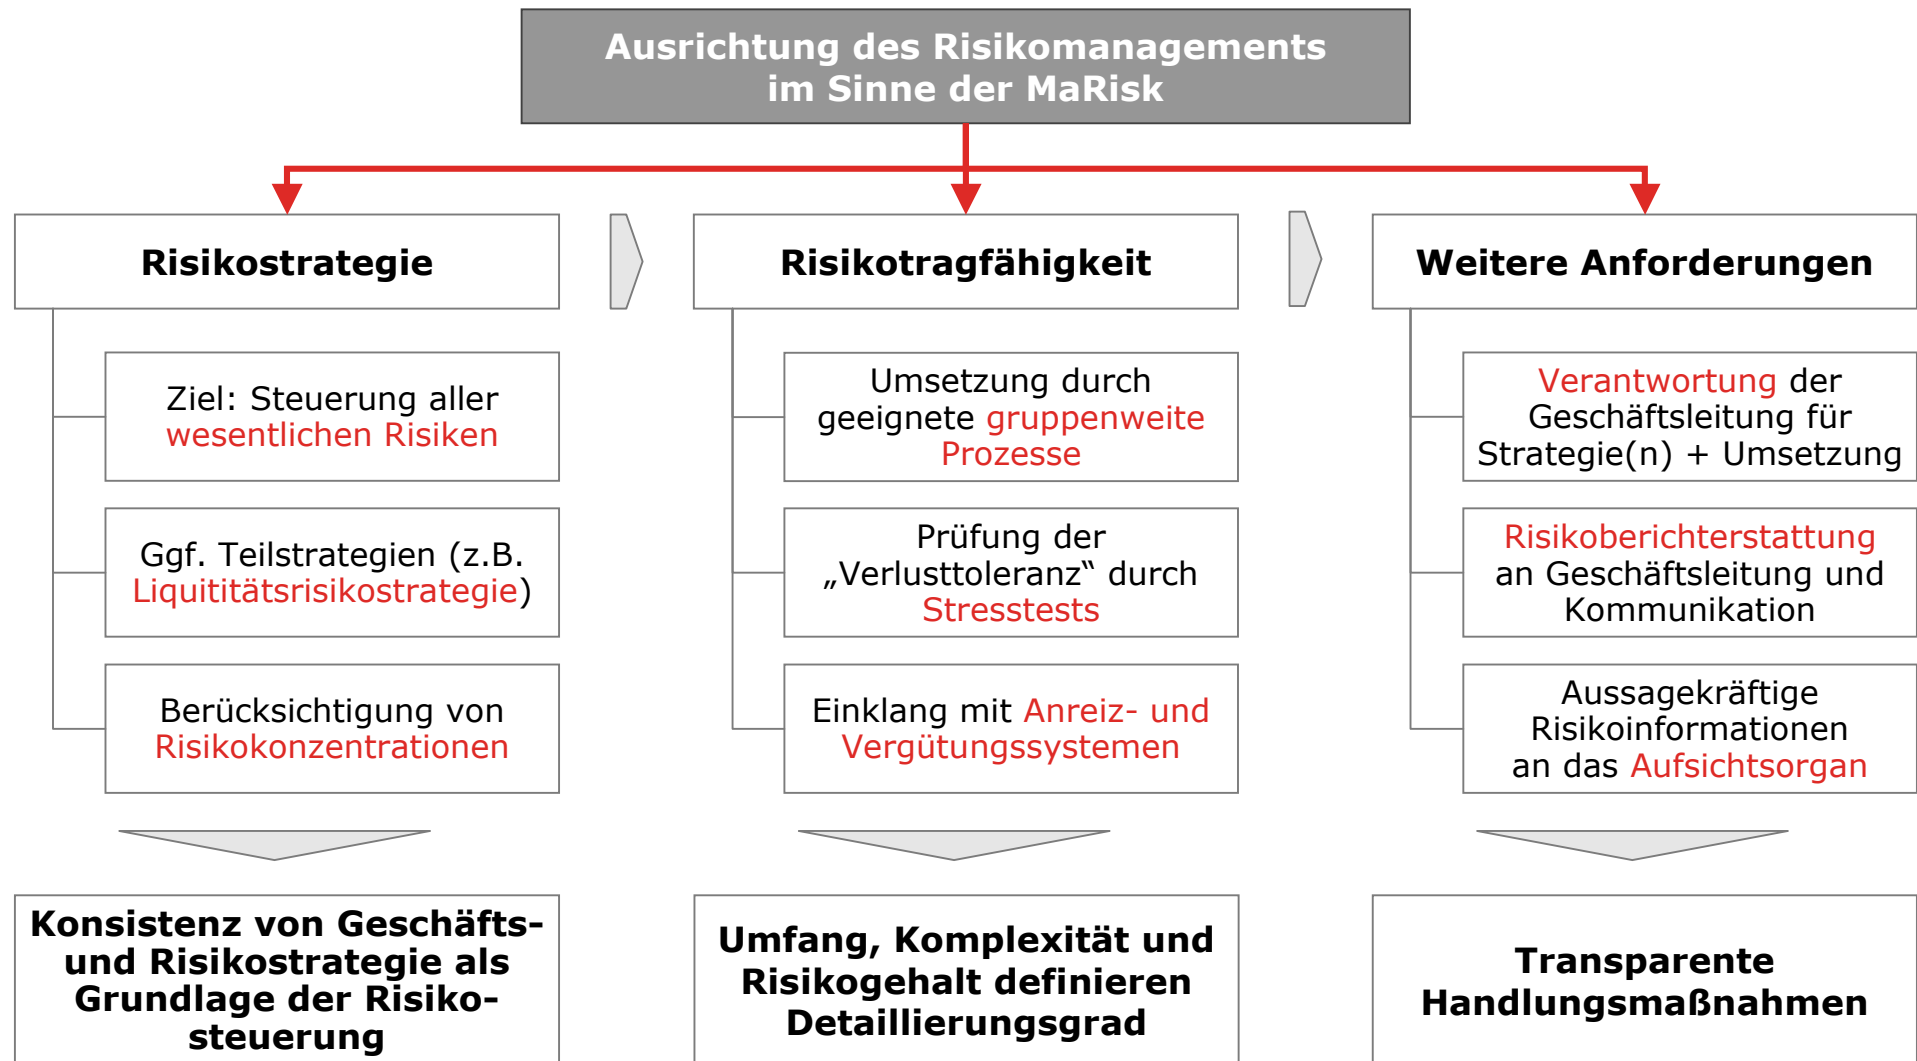 Ausrichtung des Risikomanagements
im Sinne der MaRisk
Risikostrategie
Ziel: Steuerung aller
wesentlichen Risiken
Ggf. Teilstrategien (z.B.
Liquititätsrisikostrategie)
Berücksichtigung von
Risikokonzentrationen
Konsistenz von Geschäfts-
und Risikostrategie als
Grundlage der Risiko-
steuerung
Risikotragfähigkeit
Umsetzung durch
geeignete gruppenweite
Prozesse
Prüfung der
„Verlusttoleranz“ durch
Stresstests
Einklang mit Anreiz- und
Vergütungssystemen
Umfang, Komplexität und
Risikogehalt definieren
Detaillierungsgrad
Weitere Anforderungen
Verantwortung der
Geschäftsleitung für
Strategie(n) + Umsetzung
Risikoberichterstattung
an Geschäftsleitung und
Kommunikation
Aussagekräftige
Risikoinformationen
an das Aufsichtsorgan
Transparente
Handlungsmaßnahmen